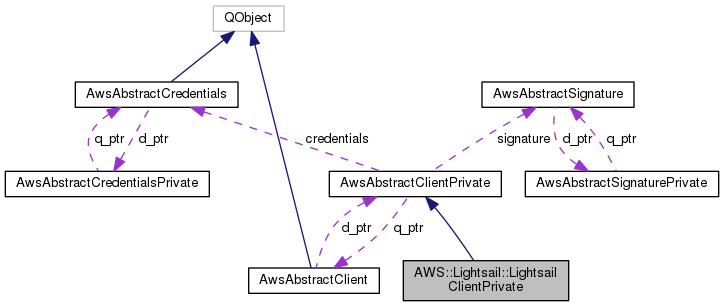 QObject
AwsAbstractCredentials
AwsAbstractSignature
q_ptr
d_ptr
credentials
signature
d_ptr
q_ptr
AwsAbstractCredentialsPrivate
AwsAbstractClientPrivate
AwsAbstractSignaturePrivate
d_ptr
q_ptr
AwsAbstractClient
AWS::Lightsail::Lightsail
ClientPrivate